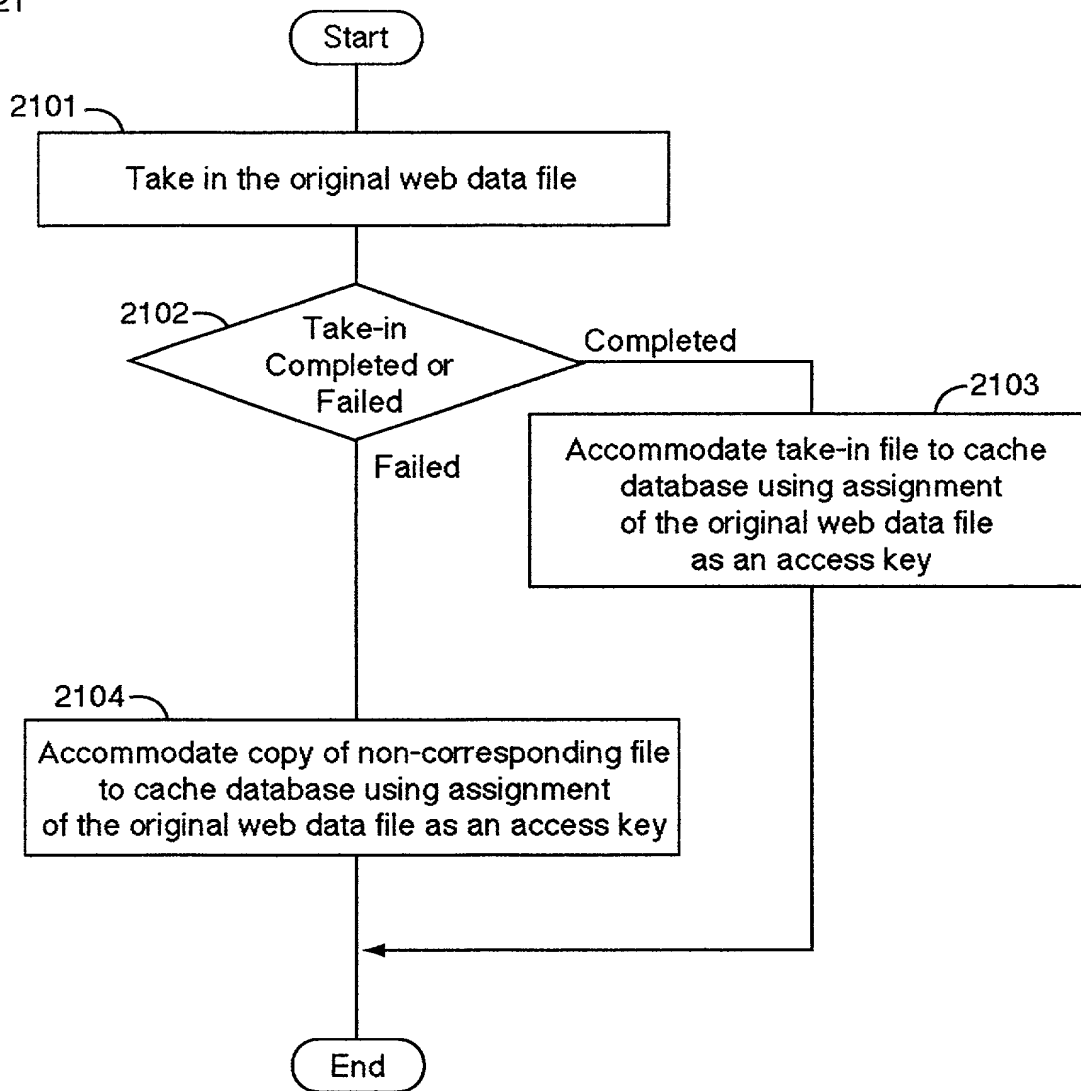 Start
2101
Take in the original web data file
2102
Take-in
Completed or
Failed
Completed
Failed
2103
Accommodate take-in file to cache
database using assignment
of the original web data file
as an access key
2104
Accommodate copy of non-corresponding file
to cache database using assignment
of the original web data file as an access key
End